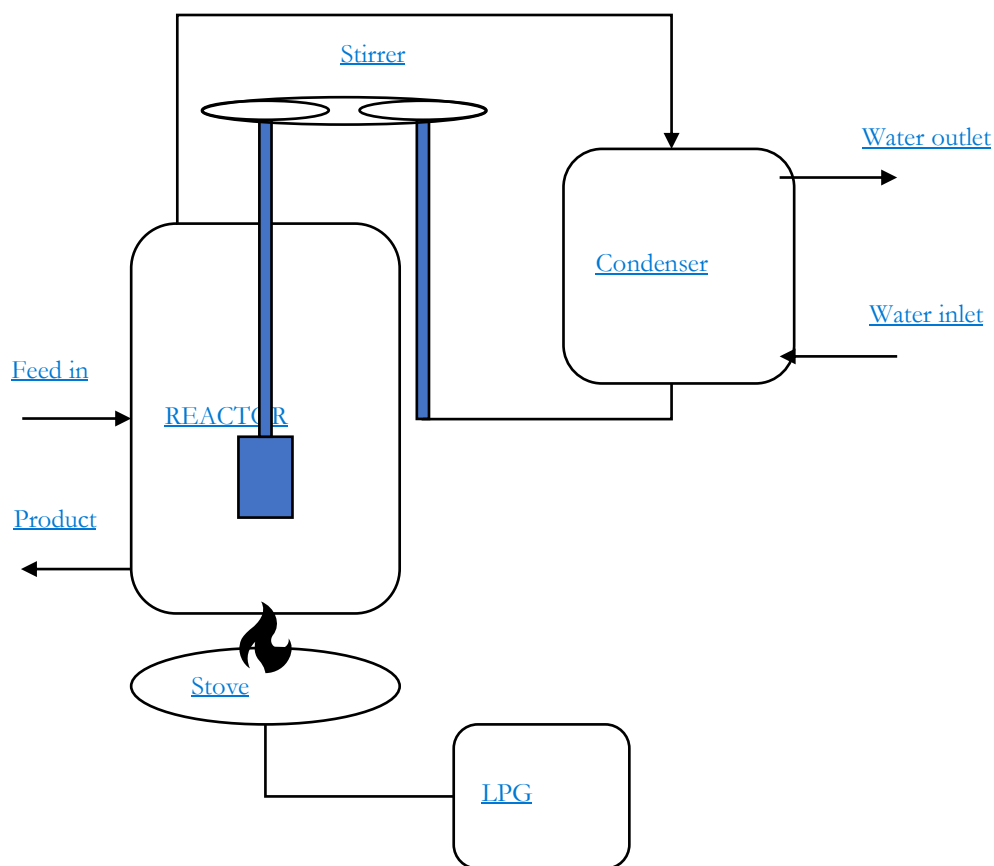 Stirrer
Water outlet
Condenser
Water inlet
Feed in
REACTOR
Product
Stove
LPG